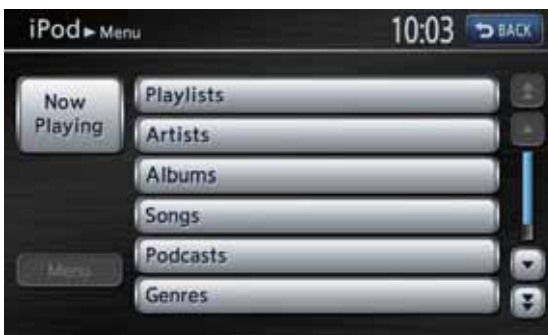 iPod ▸ Menu
10:03
BACK
Now
Playing
Playlists
Artists
Albums
Songs
Podcasts
Genres
Menu